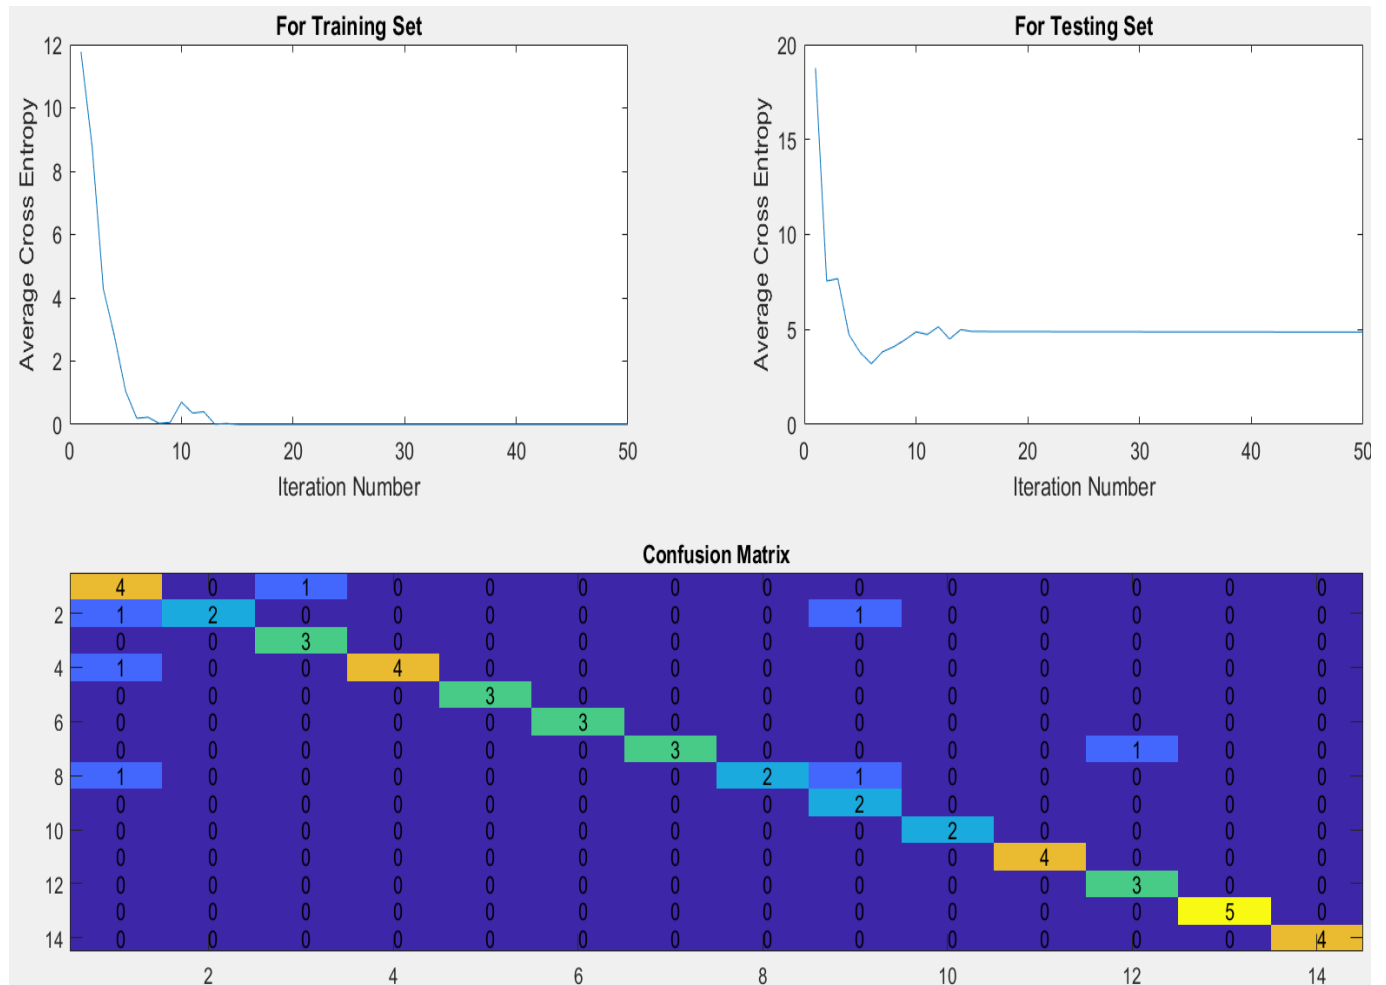 For Training Set
12
10
8
6
4
2
0
Average Cross Entropy
0 10 20 30 40 50
Iteration Number
For Testing Set
20
15
10
5
0
Average Cross Entropy
0 10 20 30 40 50
Iteration Number
Confusion Matrix
4 0 1 0 0 0 0 0 0 0 0 0 0 0
2 1 2 0 0 0 0 0 0 1 0 0 0 0 0
0 0 3 0 0 0 0 0 0 0 0 0 0 0
4 1 0 0 4 0 0 0 0 0 0 0 0 0 0
0 0 0 0 3 0 0 0 0 0 0 0 0 0
6 0 0 0 0 0 3 0 0 0 0 0 0 0 0
0 0 0 0 0 0 3 0 0 0 0 1 0 0
8 1 0 0 0 0 0 0 2 1 0 0 0 0 0
0 0 0 0 0 0 0 0 2 0 0 0 0 0
10 0 0 0 0 0 0 0 0 0 2 0 0 0 0
0 0 0 0 0 0 0 0 0 0 4 0 0 0
12 0 0 0 0 0 0 0 0 0 0 0 3 0 0
0 0 0 0 0 0 0 0 0 0 0 0 5 0
14 0 0 0 0 0 0 0 0 0 0 0 0 0 4
2 4 6 8 10 12 14